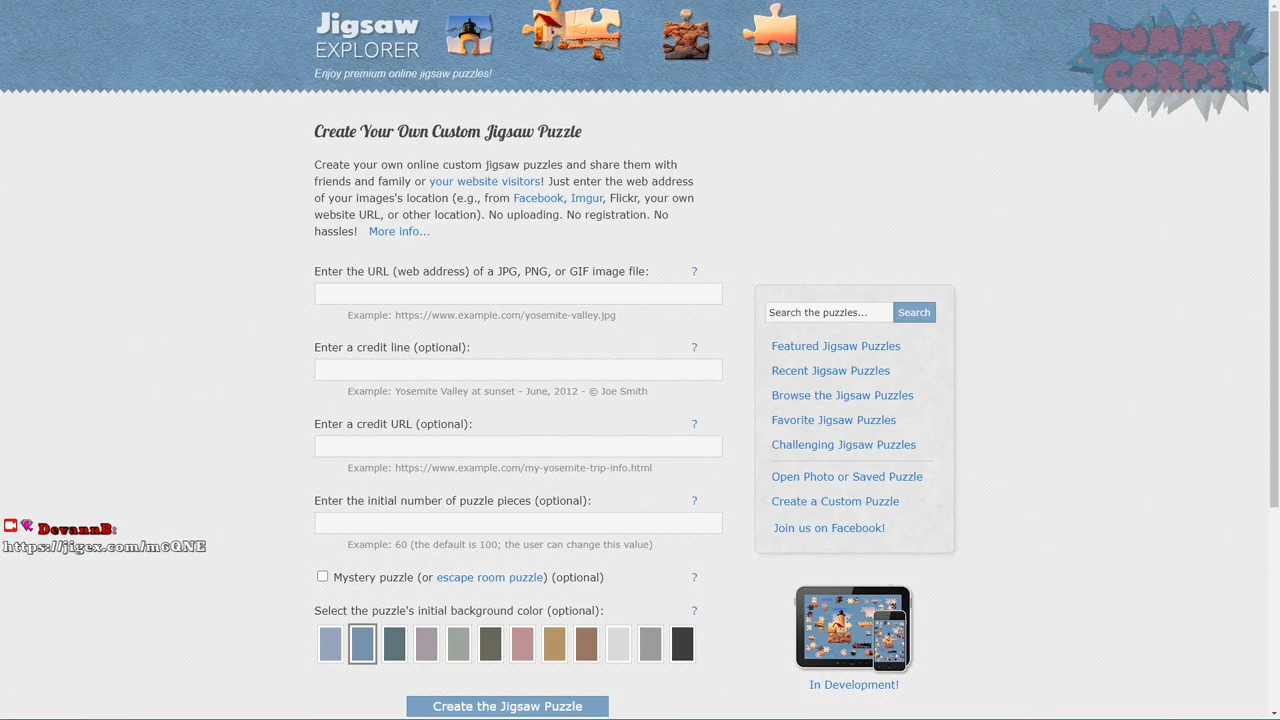 Jigsaw
EXPLORER
Enjoy premium online jigsaw puzzles!
JUMMY
CORPS
Create Your Own Custom Jigsaw Puzzle
Create your own online custom jigsaw puzzles and share them with
friends and family or your website visitors! Just enter the web address
of your images's location (e.g., from Facebook, Imgur, Flickr, your own
website URL, or other location). No uploading. No registration. No
hassles! More info...
Enter the URL (web address) of a JPG, PNG, or GIF image file: ?
Example: https://www.example.com/yosemite-valley.jpg
Enter a credit line (optional): ?
Example: Yosemite Valley at sunset - June, 2012 - © Joe Smith
Enter a credit URL (optional): ?
Example: https://www.example.com/my-yosemite-trip-info.html
Enter the initial number of puzzle pieces (optional): ?
Example: 60 (the default is 100; the user can change this value)
Mystery puzzle (or escape room puzzle) (optional) ?
Select the puzzle's initial background color (optional): ?
Create the Jigsaw Puzzle
Search the puzzles... Search
Featured Jigsaw Puzzles
Recent Jigsaw Puzzles
Browse the Jigsaw Puzzles
Favorite Jigsaw Puzzles
Challenging Jigsaw Puzzles
Open Photo or Saved Puzzle
Create a Custom Puzzle
Join us on Facebook!
In Development!
DevannB:
https://jigex.com/m6QNE